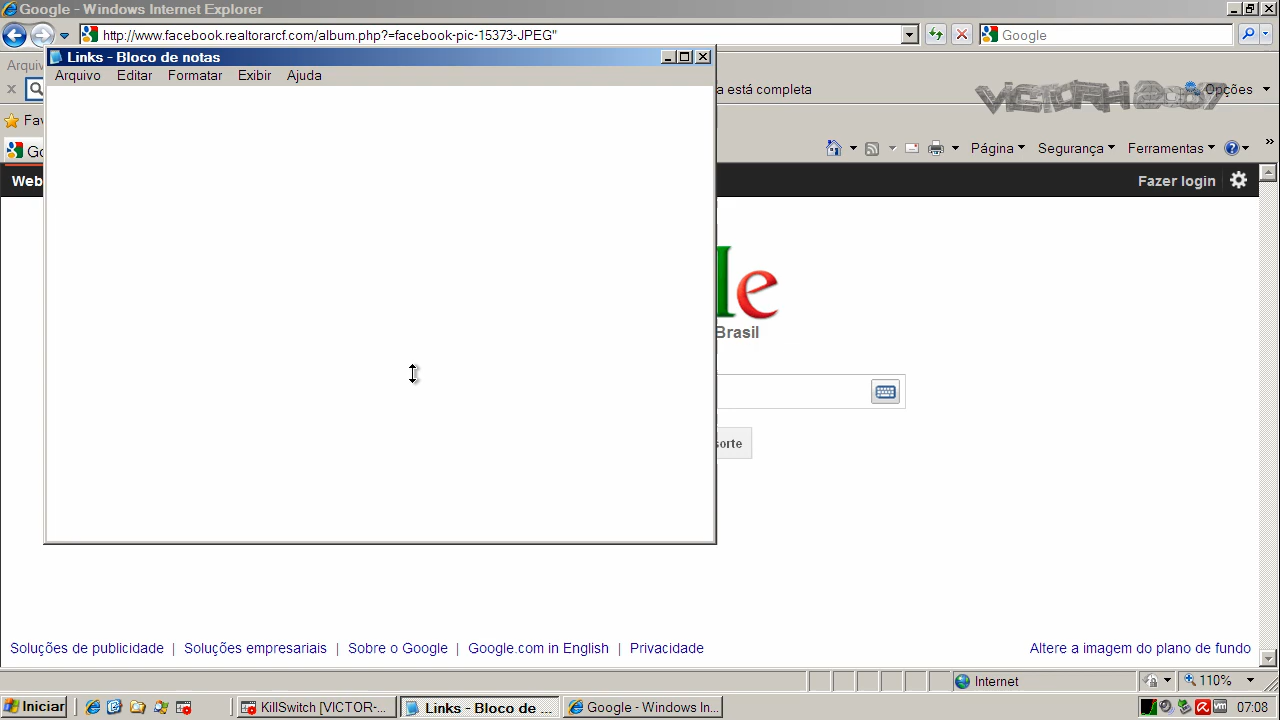 Google - Windows Internet Explorer
http://www.facebook.realtorarcf.com/album.php?=facebook-pic-15373-JPEG"
Google
Links - Bloco de notas
Arquivo Editar Formatar Exibir Ajuda
a está completa
VICTORH2007
Opções
Página
Segurança
Ferramentas
Web
Fazer login
le
Brasil
sorte
Soluções de publicidade | Soluções empresariais | Sobre o Google | Google.com in English | Privacidade
Altere a imagem do plano de fundo
Internet
110%
Iniciar
KillSwitch [VICTOR-...
Links - Bloco de ...
Google - Windows In...
07:08